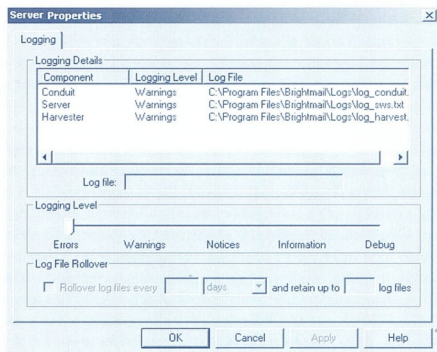 Server Properties
Logging
Logging Details
Component Logging Level Log File
Conduit Warnings C:\Program Files\Brightmail\Logs\log_conduit.
Server Warnings C:\Program Files\Brightmail\Logs\log_sws.txt
Harvester Warnings C:\Program Files\Brightmail\Logs\log_harvest.
Log file:
Logging Level
Errors Warnings Notices Information Debug
Log File Rollover
Rollover log files every days and retain up to log files
OK Cancel Apply Help